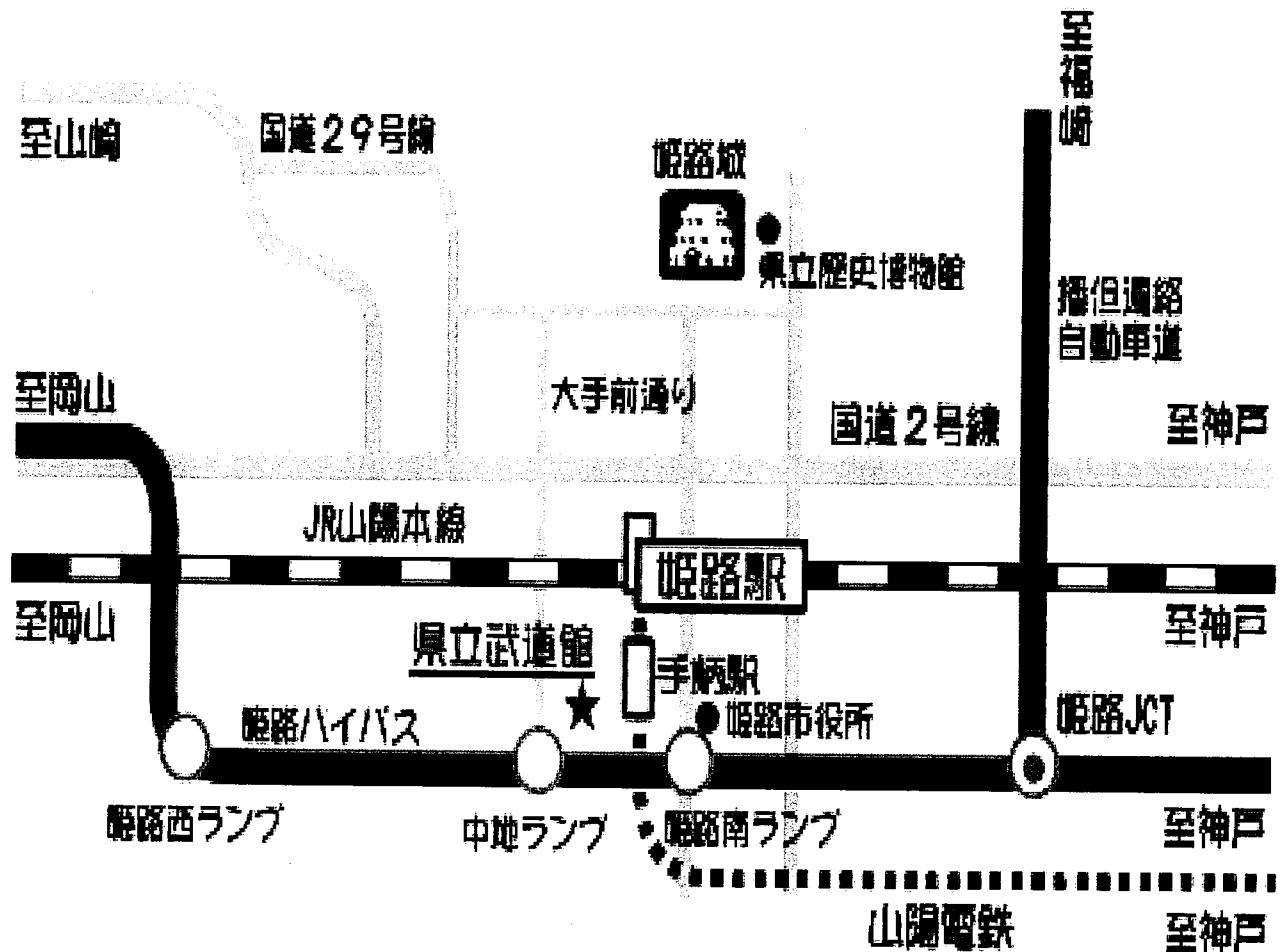 至福崎
至山崎
国道29号線
姫路城
県立歴史博物館
播但連絡
自動車道
至岡山
大手前通り
国道2号線
至神戸
JR山陽本線
姫路駅
至岡山
至神戸
県立武道館
手柄駅
姫路市役所
姫路JCT
姫路バイパス
姫路西ランプ
中地ランプ
姫路南ランプ
至神戸
山陽電鉄
至神戸